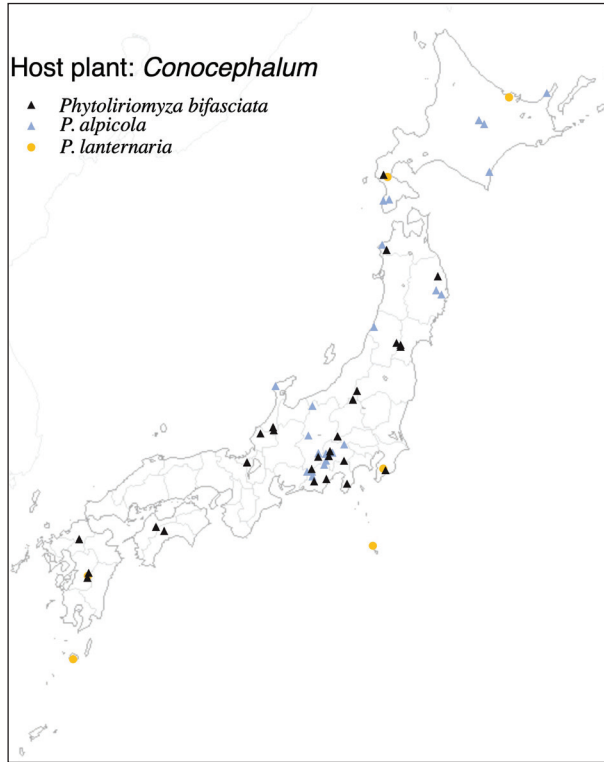 Host plant: Conocephalum
Phytoliriomyza bifasciata
P. alpicola
P. lanternaria